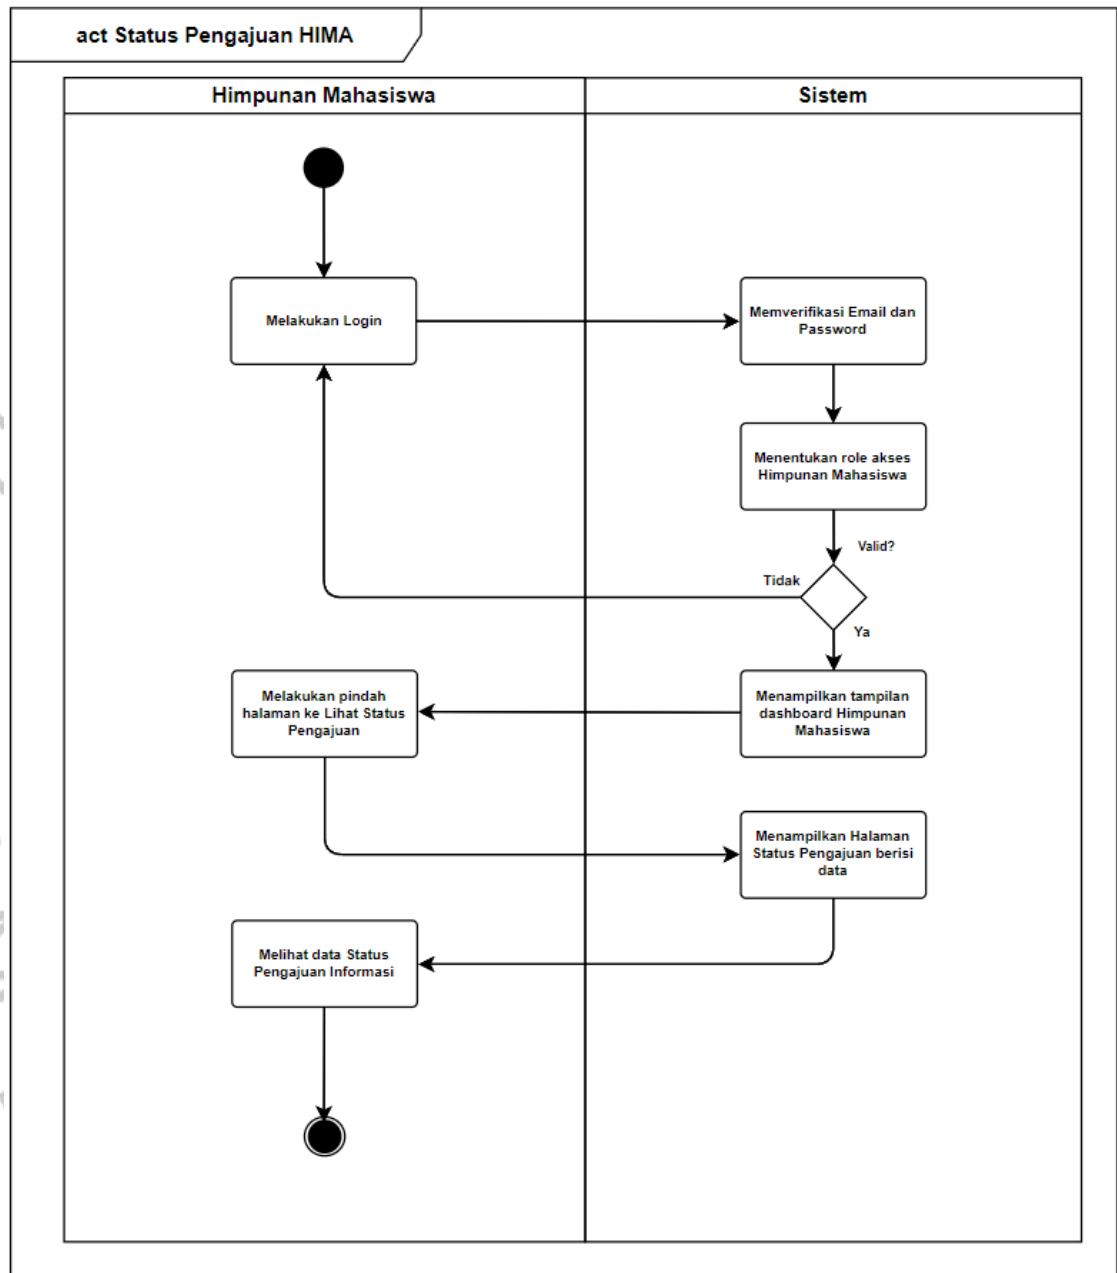 act Status Pengajuan HIMA
Himpunan Mahasiswa
Sistem
Melakukan Login
Memverifikasi Email dan
Password
Menentukan role akses
Himpunan Mahasiswa
Valid?
Tidak
Ya
Melakukan pindah
halaman ke Lihat Status
Pengajuan
Menampilkan tampilan
dashboard Himpunan
Mahasiswa
Menampilkan Halaman
Status Pengajuan berisi
data
Melihat data Status
Pengajuan Informasi